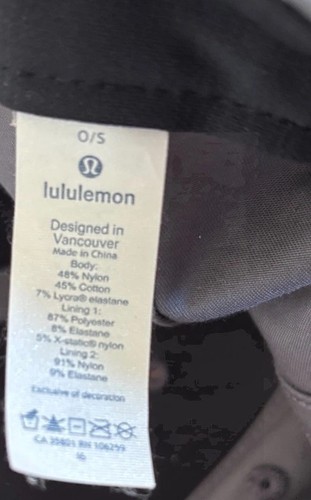 O/S
lululemon
Designed in
Vancouver
Made in China
Body:
48% Nylon
45% Cotton
7% Lycra® elastane
Lining 1:
87% Polyester
8% Elastane
5% X-static® nylon
Lining 2:
91% Nylon
9% Elastane
Exclusive of decoration
CA 35801 RN 106259